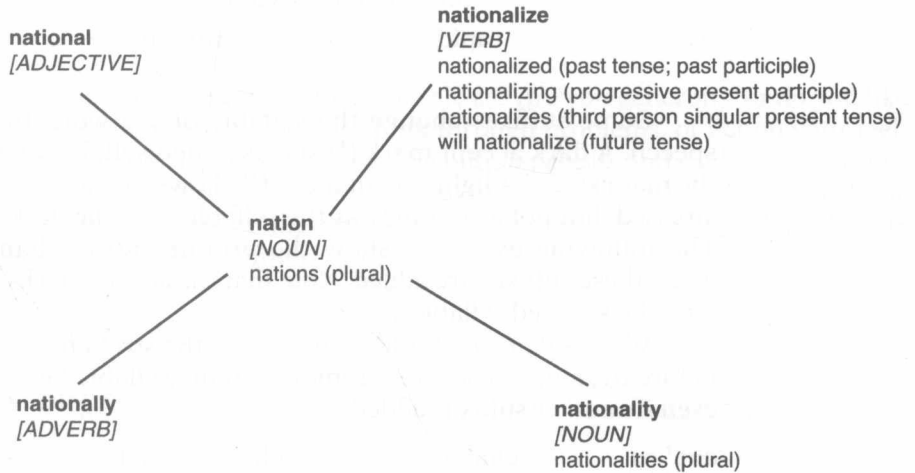 national
[ADJECTIVE]
nationalize
[VERB]
nationalized (past tense; past participle)
nationalizing (progressive present participle)
nationalizes (third person singular present tense)
will nationalize (future tense)
nation
[NOUN]
nations (plural)
nationally
[ADVERB]
nationality
[NOUN]
nationalities (plural)